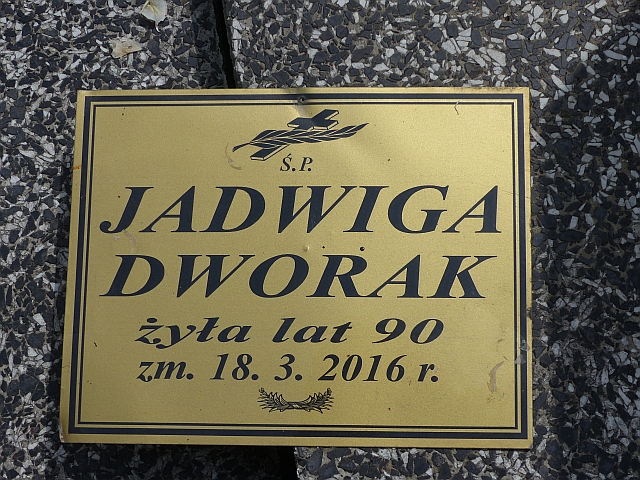 Ś.P.
JADWIGA
DWORAK
żyła lat 90
zm. 18. 3. 2016 r.